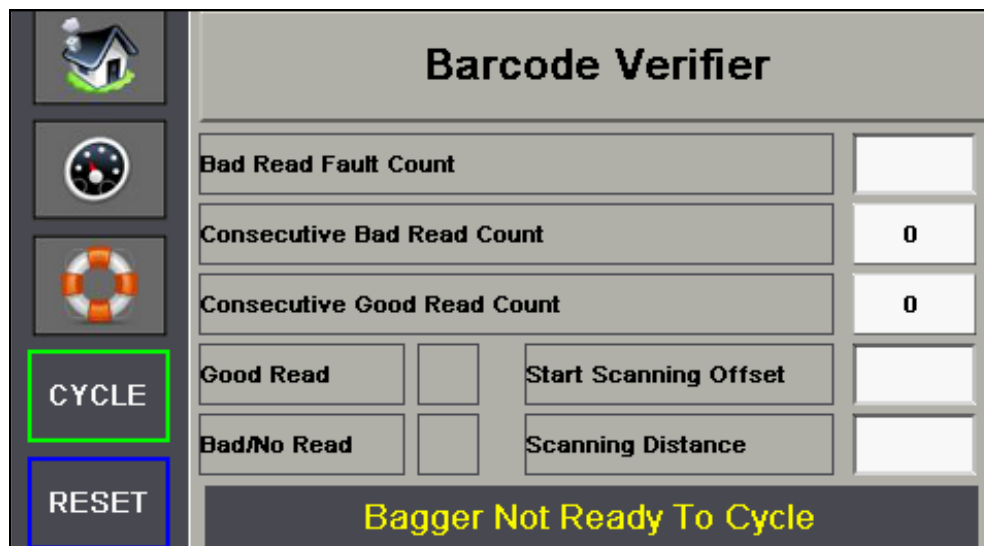 Barcode Verifier
Bad Read Fault Count
Consecutive Bad Read Count 0
Consecutive Good Read Count 0
Good Read Start Scanning Offset
CYCLE
Bad/No Read Scanning Distance
RESET
Bagger Not Ready To Cycle